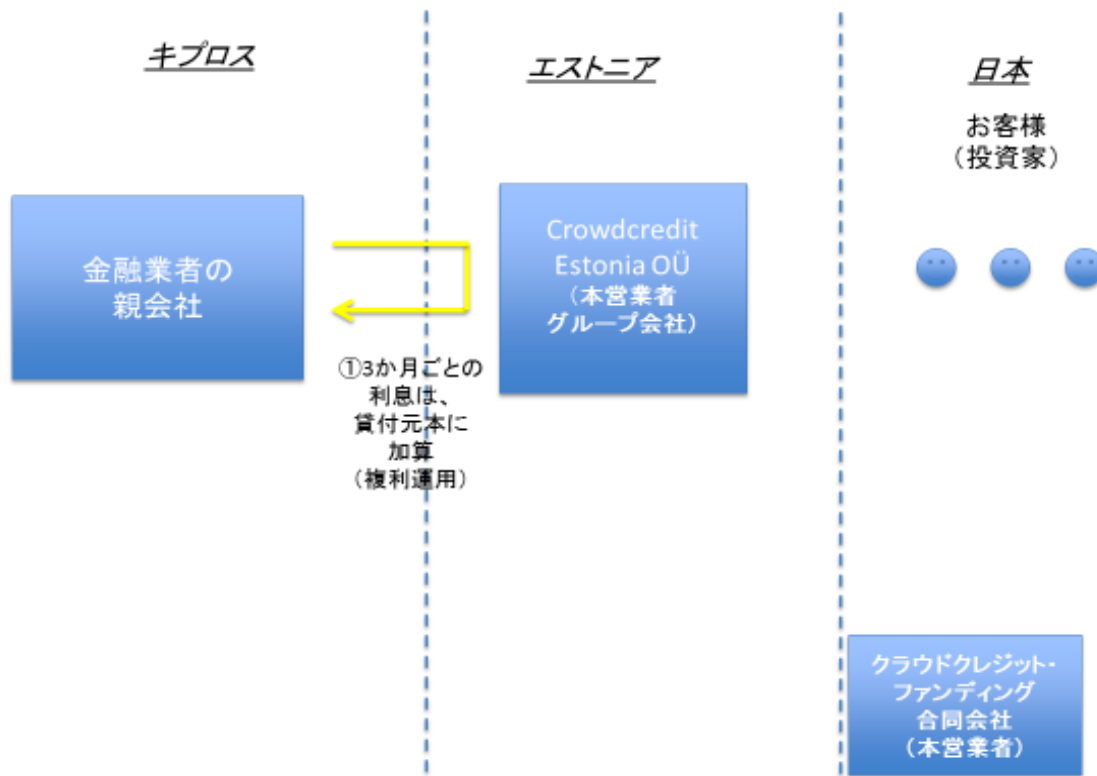 キプロス
エストニア
日本
お客様
（投資家）
金融業者の
親会社
Crowdcredit
Estonia OÜ
（本営業者
グループ会社）
①3か月ごとの
利息は、
貸付元本に
加算
（複利運用）
クラウドクレジット・
ファンディング
合同会社
（本営業者）